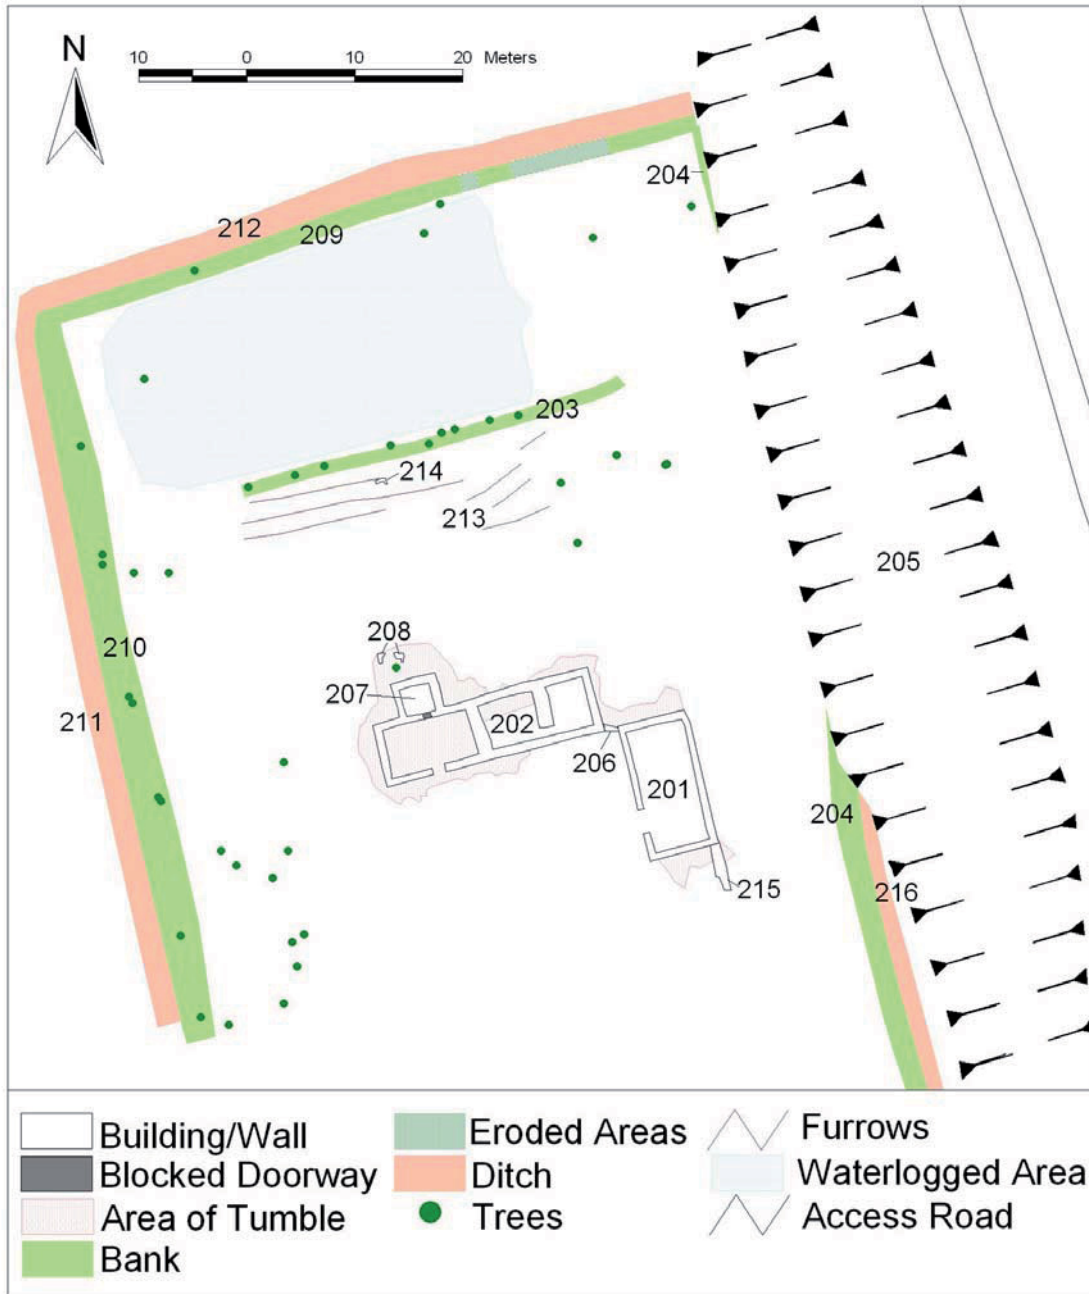 N
10 0 10 20 Meters
204
212
209
203
214
213
205
208
210
207
211
202
206
201
204
215
216
Building/Wall
Blocked Doorway
Area of Tumble
Bank
Eroded Areas
Ditch
Trees
Furrows
Waterlogged Area
Access Road